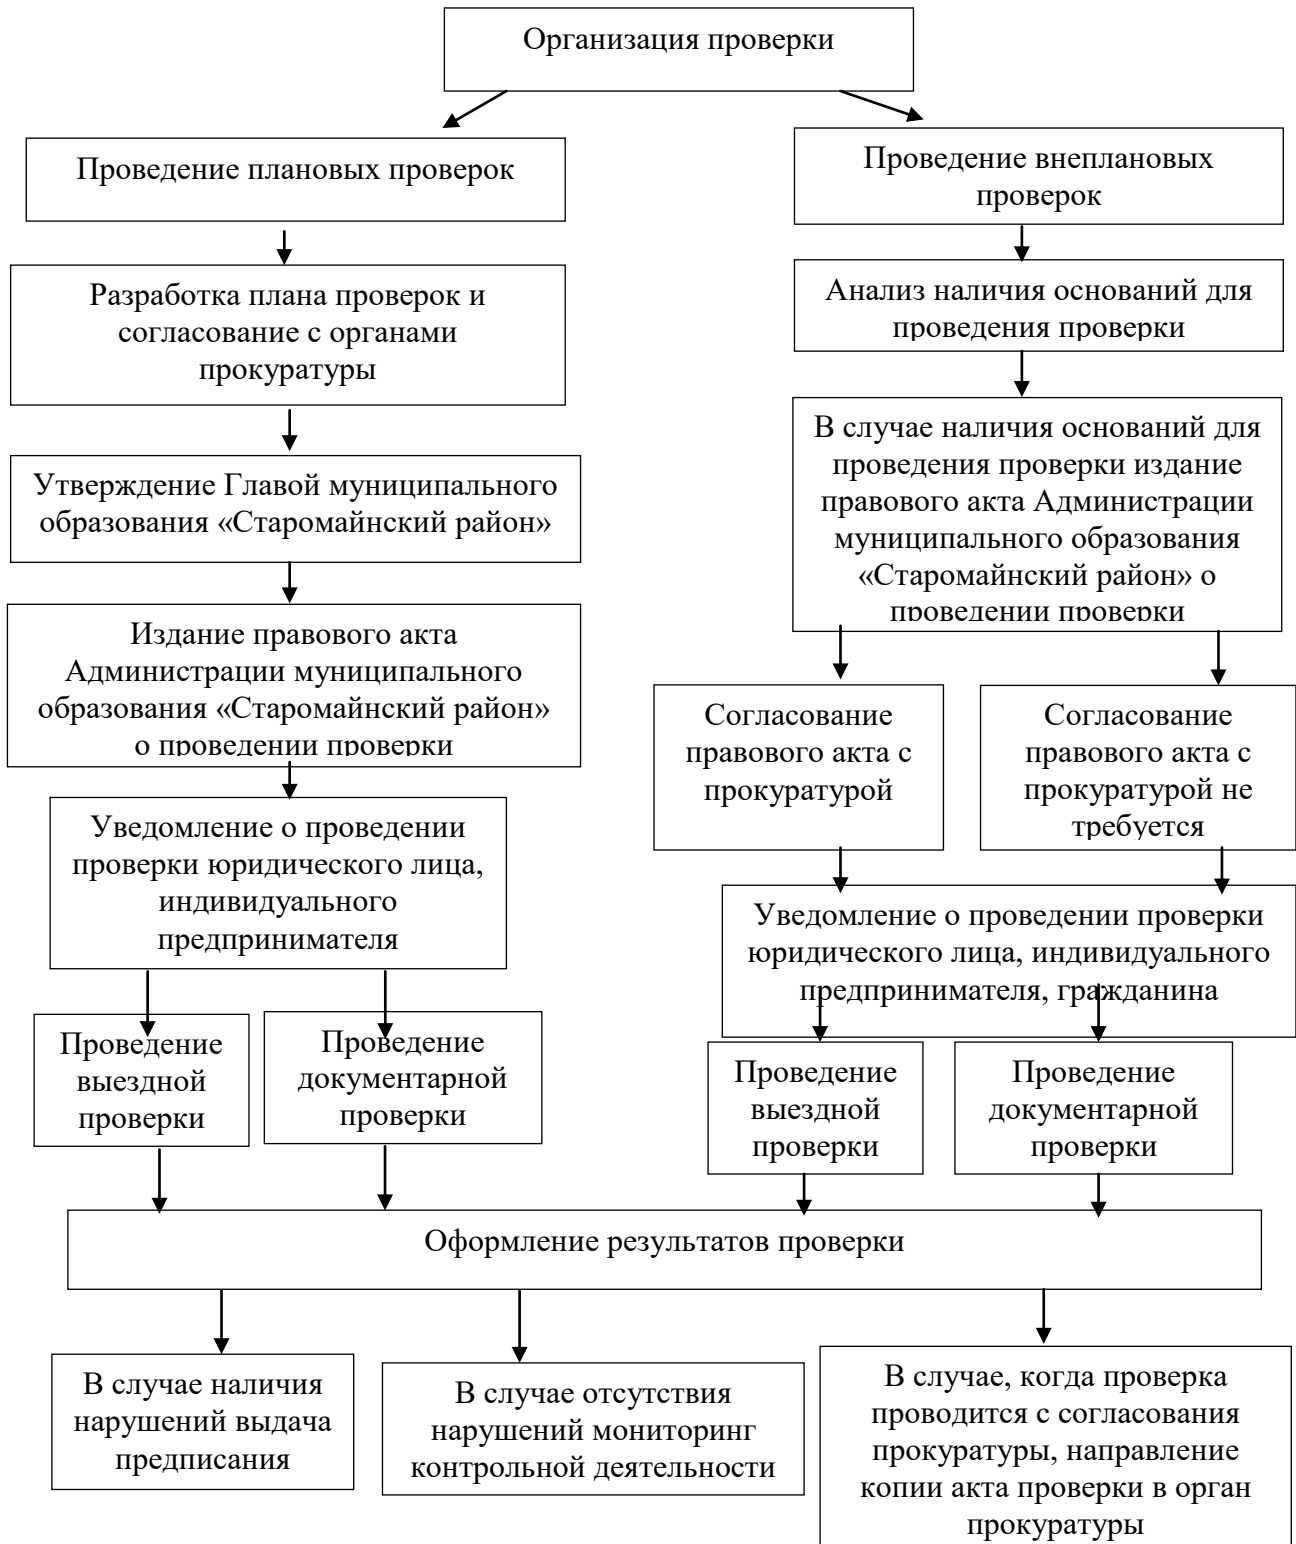 Организация проверки
Проведение плановых проверок
Проведение внеплановых
проверок
Разработка плана проверок и
согласование с органами
прокуратуры
Анализ наличия оснований для
проведения проверки
Утверждение Главой муниципального
образования «Старомайнский район»
В случае наличия оснований для
проведения проверки издание
правового акта Администрации
муниципального образования
«Старомайнский район» о
проведении проверки
Издание правового акта
Администрации муниципального
образования «Старомайнский район»
о проведении проверки
Согласование
правового акта с
прокуратурой
Согласование
правового акта с
прокуратурой не
требуется
Уведомление о проведении
проверки юридического лица,
индивидуального
предпринимателя
Уведомление о проведении проверки
юридического лица, индивидуального
предпринимателя, гражданина
Проведение
выездной
проверки
Проведение
документарной
проверки
Проведение
выездной
проверки
Проведение
документарной
проверки
Оформление результатов проверки
В случае наличия
нарушений выдача
предписания
В случае отсутствия
нарушений мониторинг
контрольной деятельности
В случае, когда проверка
проводится с согласования
прокуратуры, направление
копии акта проверки в орган
прокуратуры